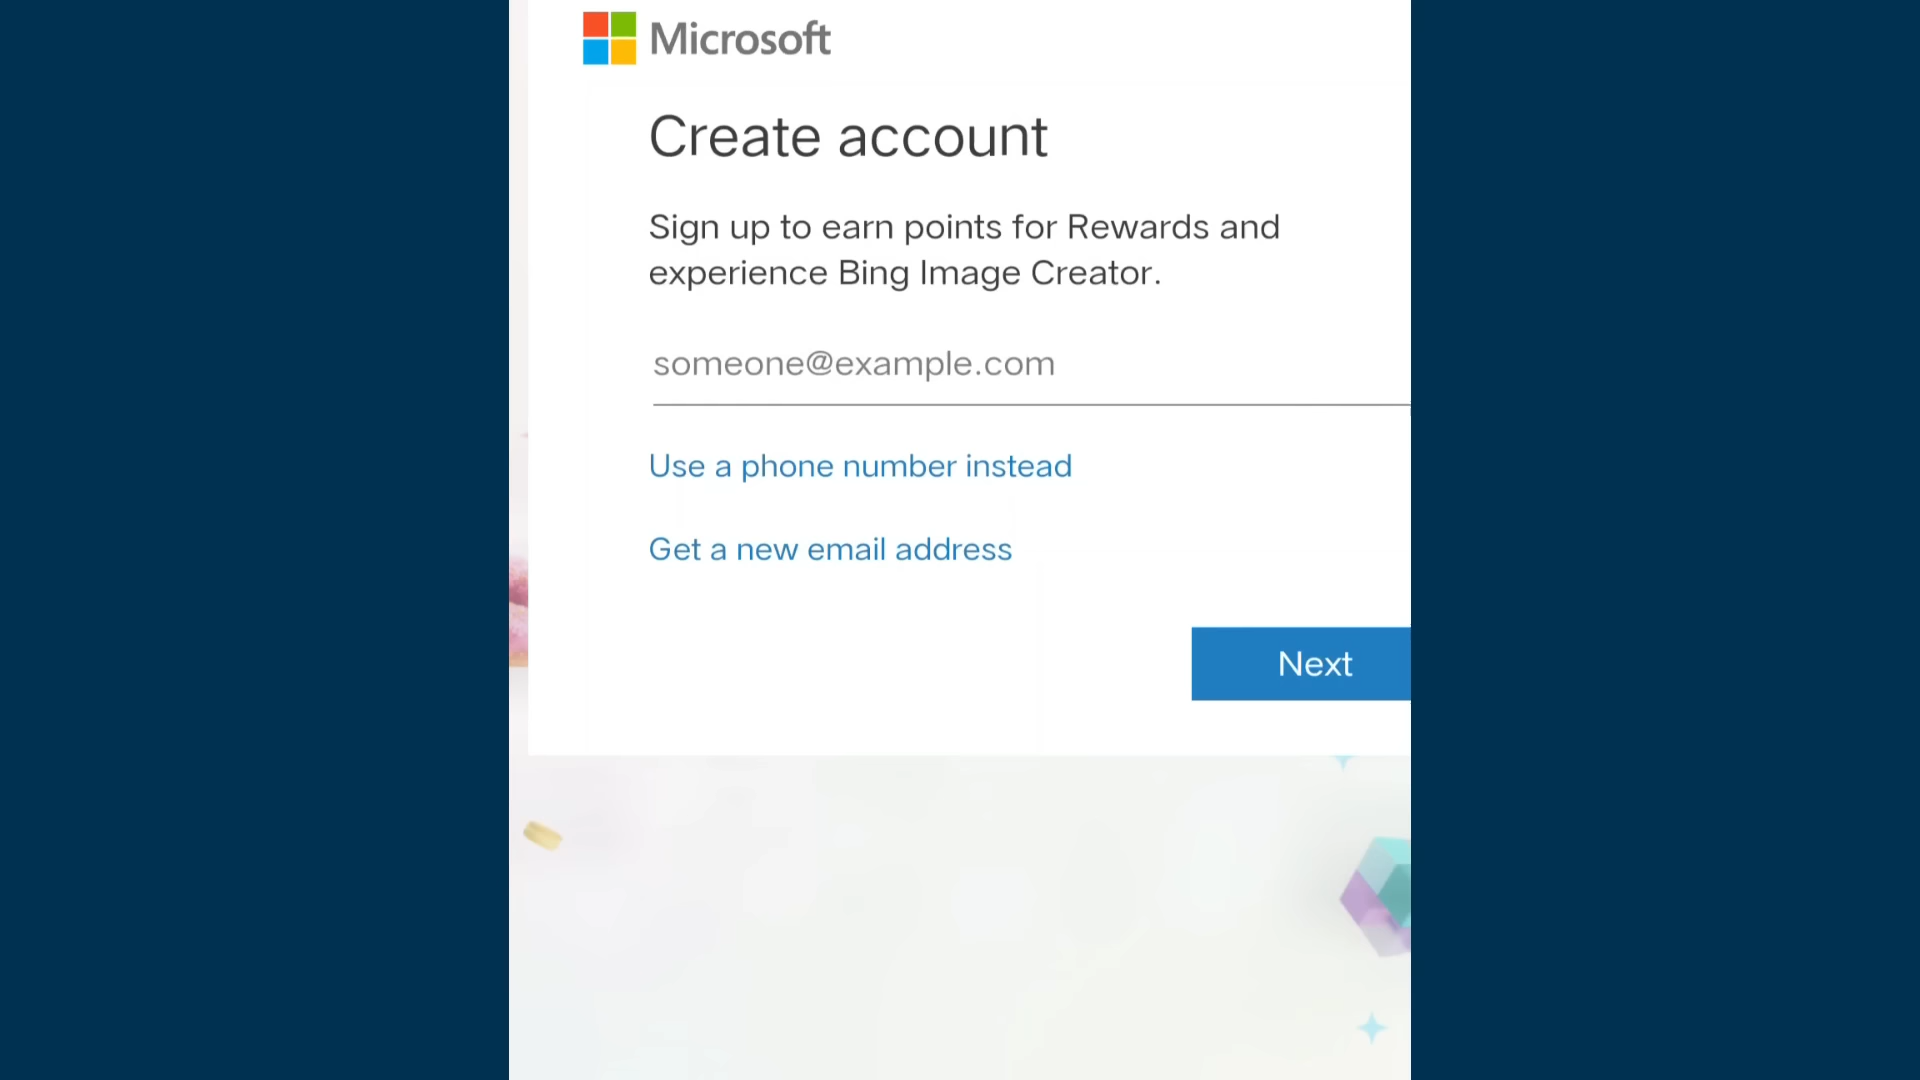 Microsoft
Create account
Sign up to earn points for Rewards and
experience Bing Image Creator.
someone@example.com
Use a phone number instead
Get a new email address
Next